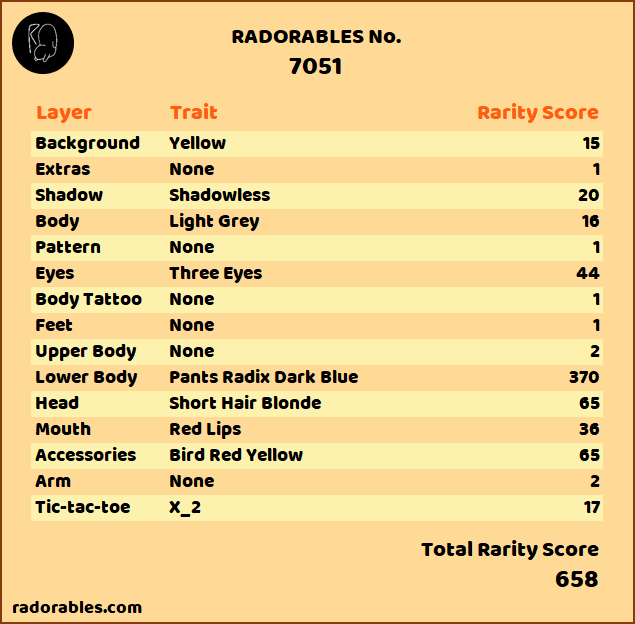 RADORABLES No.
7051
Layer Trait Rarity Score
Background Yellow 15
Extras None 1
Shadow Shadowless 20
Body Light Grey 16
Pattern None 1
Eyes Three Eyes 44
Body Tattoo None 1
Feet None 1
Upper Body None 2
Lower Body Pants Radix Dark Blue 370
Head Short Hair Blonde 65
Mouth Red Lips 36
Accessories Bird Red Yellow 65
Arm None 2
Tic-tac-toe X_2 17
Total Rarity Score
658
radorables.com